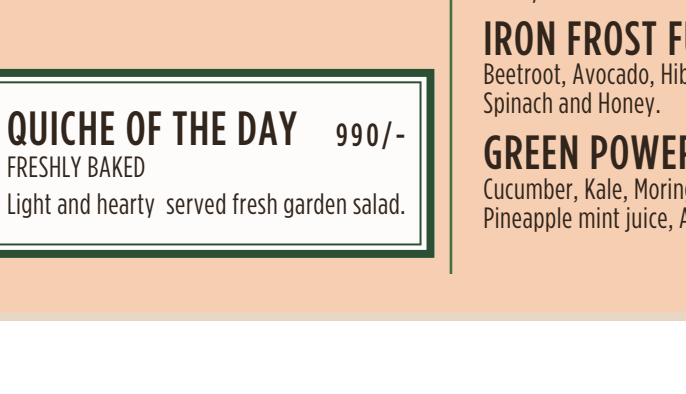 QUICHE OF THE DAY 990/-
FRESHLY BAKED
Light and hearty served fresh garden salad.
IRON FROST
Beetroot, Avocado,
Spinach and Honey.
GREEN POWER
Cucumber, Kale,
Pineapple mint juice,